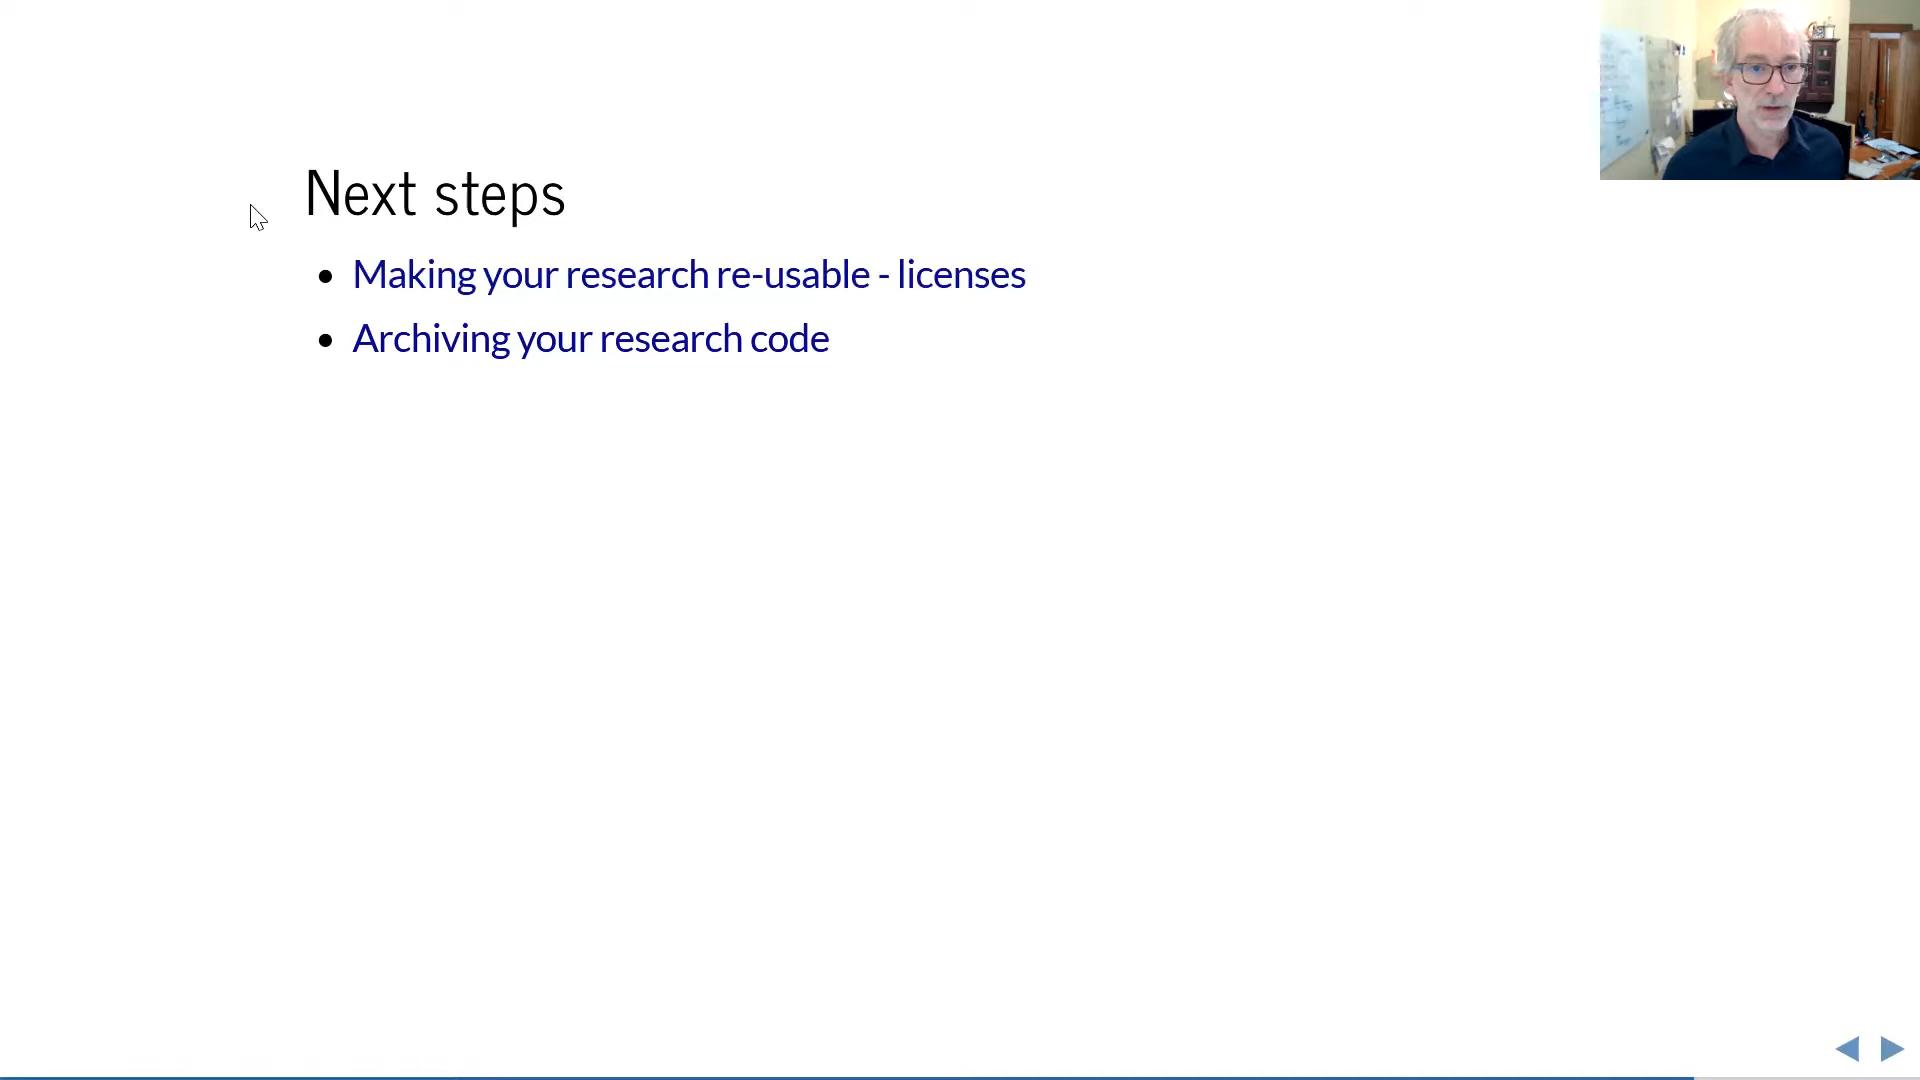 Next steps
Making your research re-usable - licenses
Archiving your research code